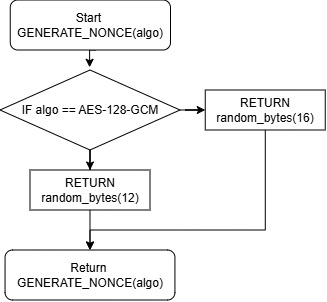 Start
GENERATE_NONCE(algo)
IF algo == AES-128-GCM
RETURN
random_bytes(16)
RETURN
random_bytes(12)
Return
GENERATE_NONCE(algo)